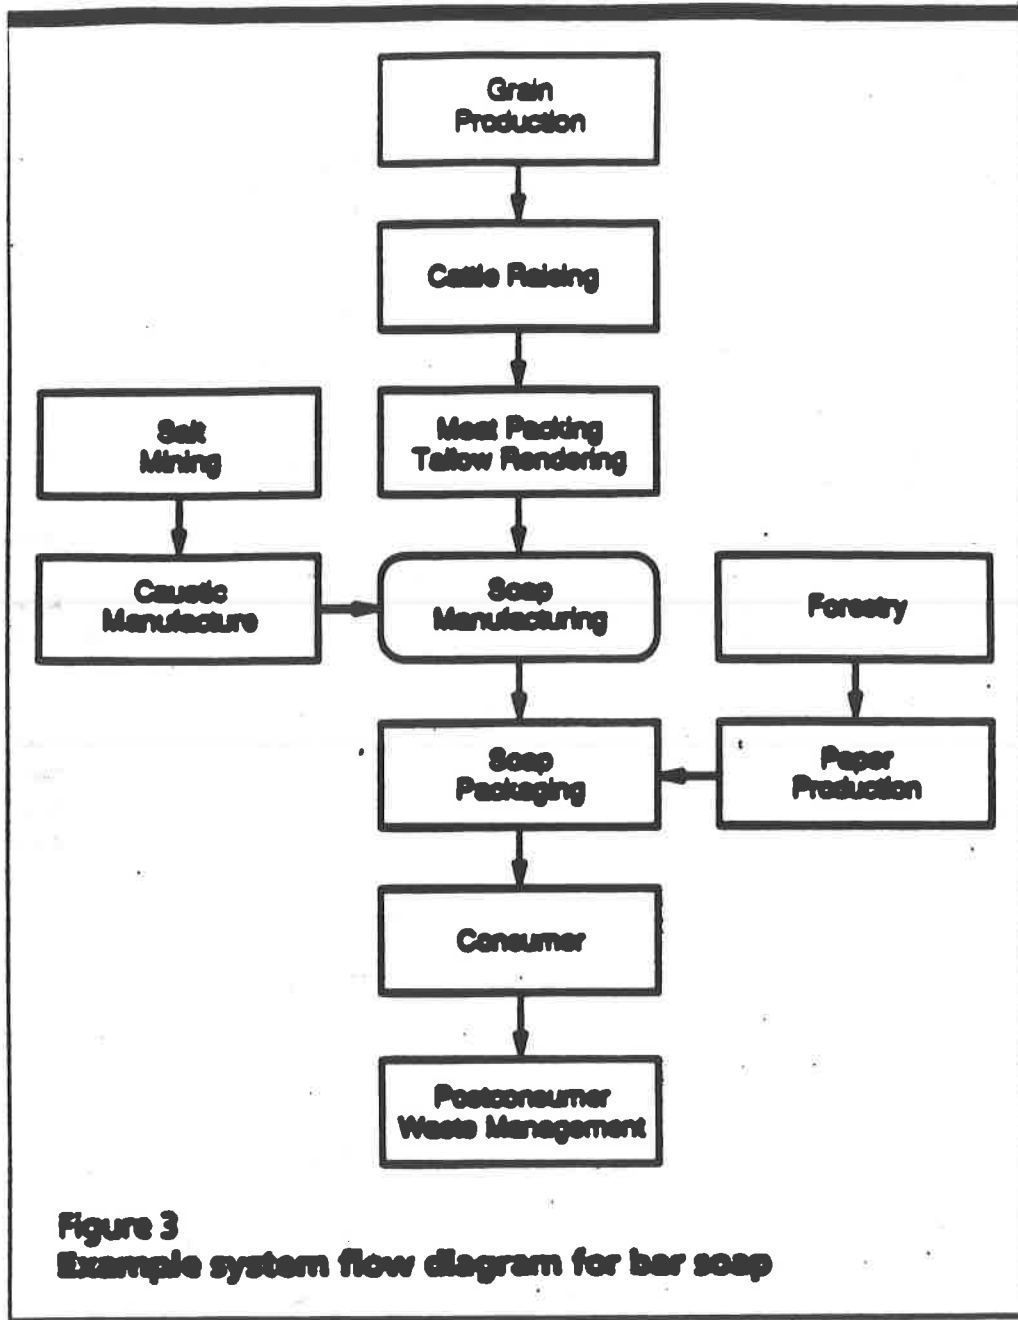 Grain
Production
Cattle Raising
Salt
Mining
Meat Packing
Tallow Rendering
Caustic
Manufacture
Soap
Manufacturing
Forestry
Soap
Packaging
Paper
Production
Consumer
Postconsumer
Waste Management
Figure 3
Example system flow diagram for bar soap